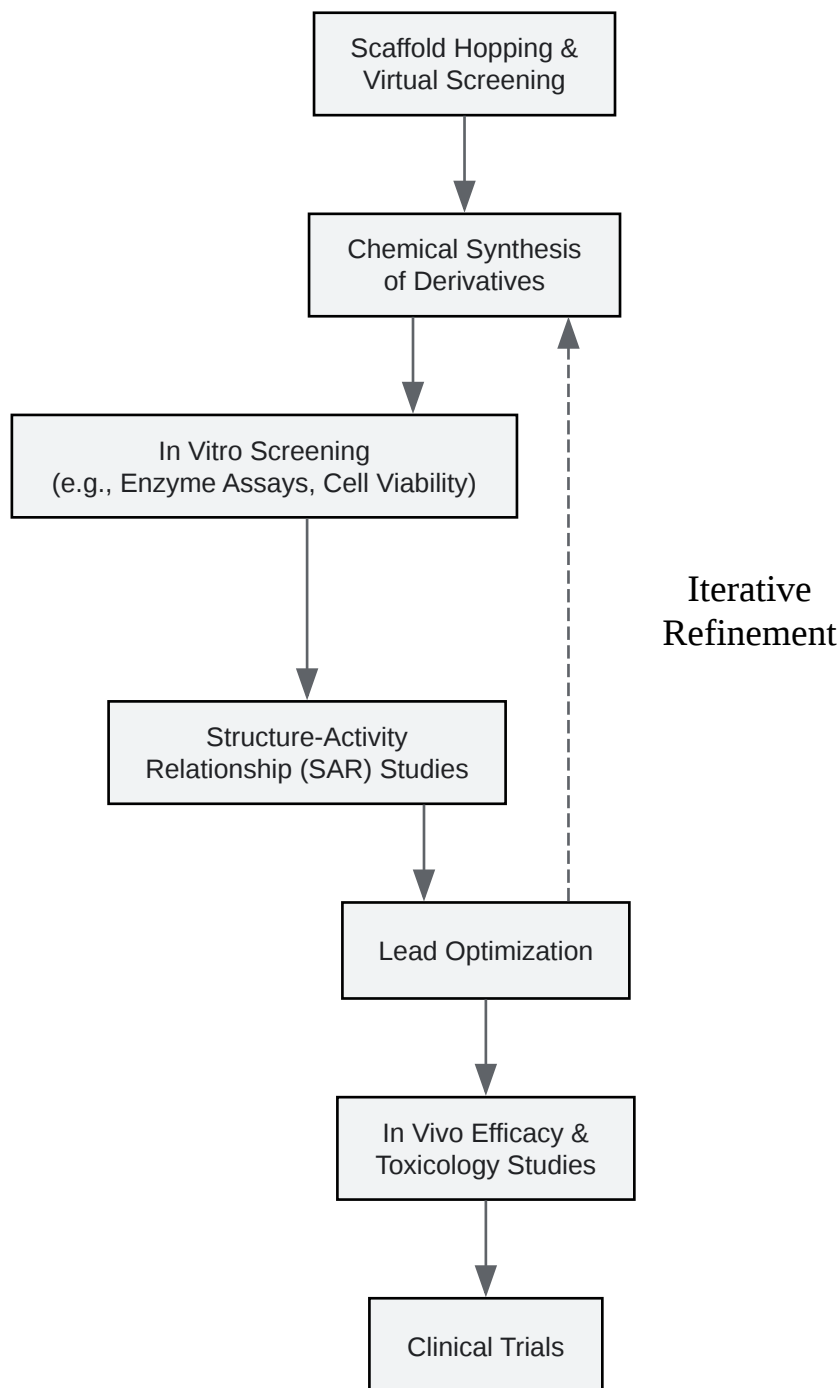 Scaffold Hopping &
Virtual Screening
Chemical Synthesis
of Derivatives
In Vitro Screening
(e.g., Enzyme Assays, Cell Viability)
Iterative
Refinement
Structure-Activity
Relationship (SAR) Studies
Lead Optimization
In Vivo Efficacy &
Toxicology Studies
Clinical Trials